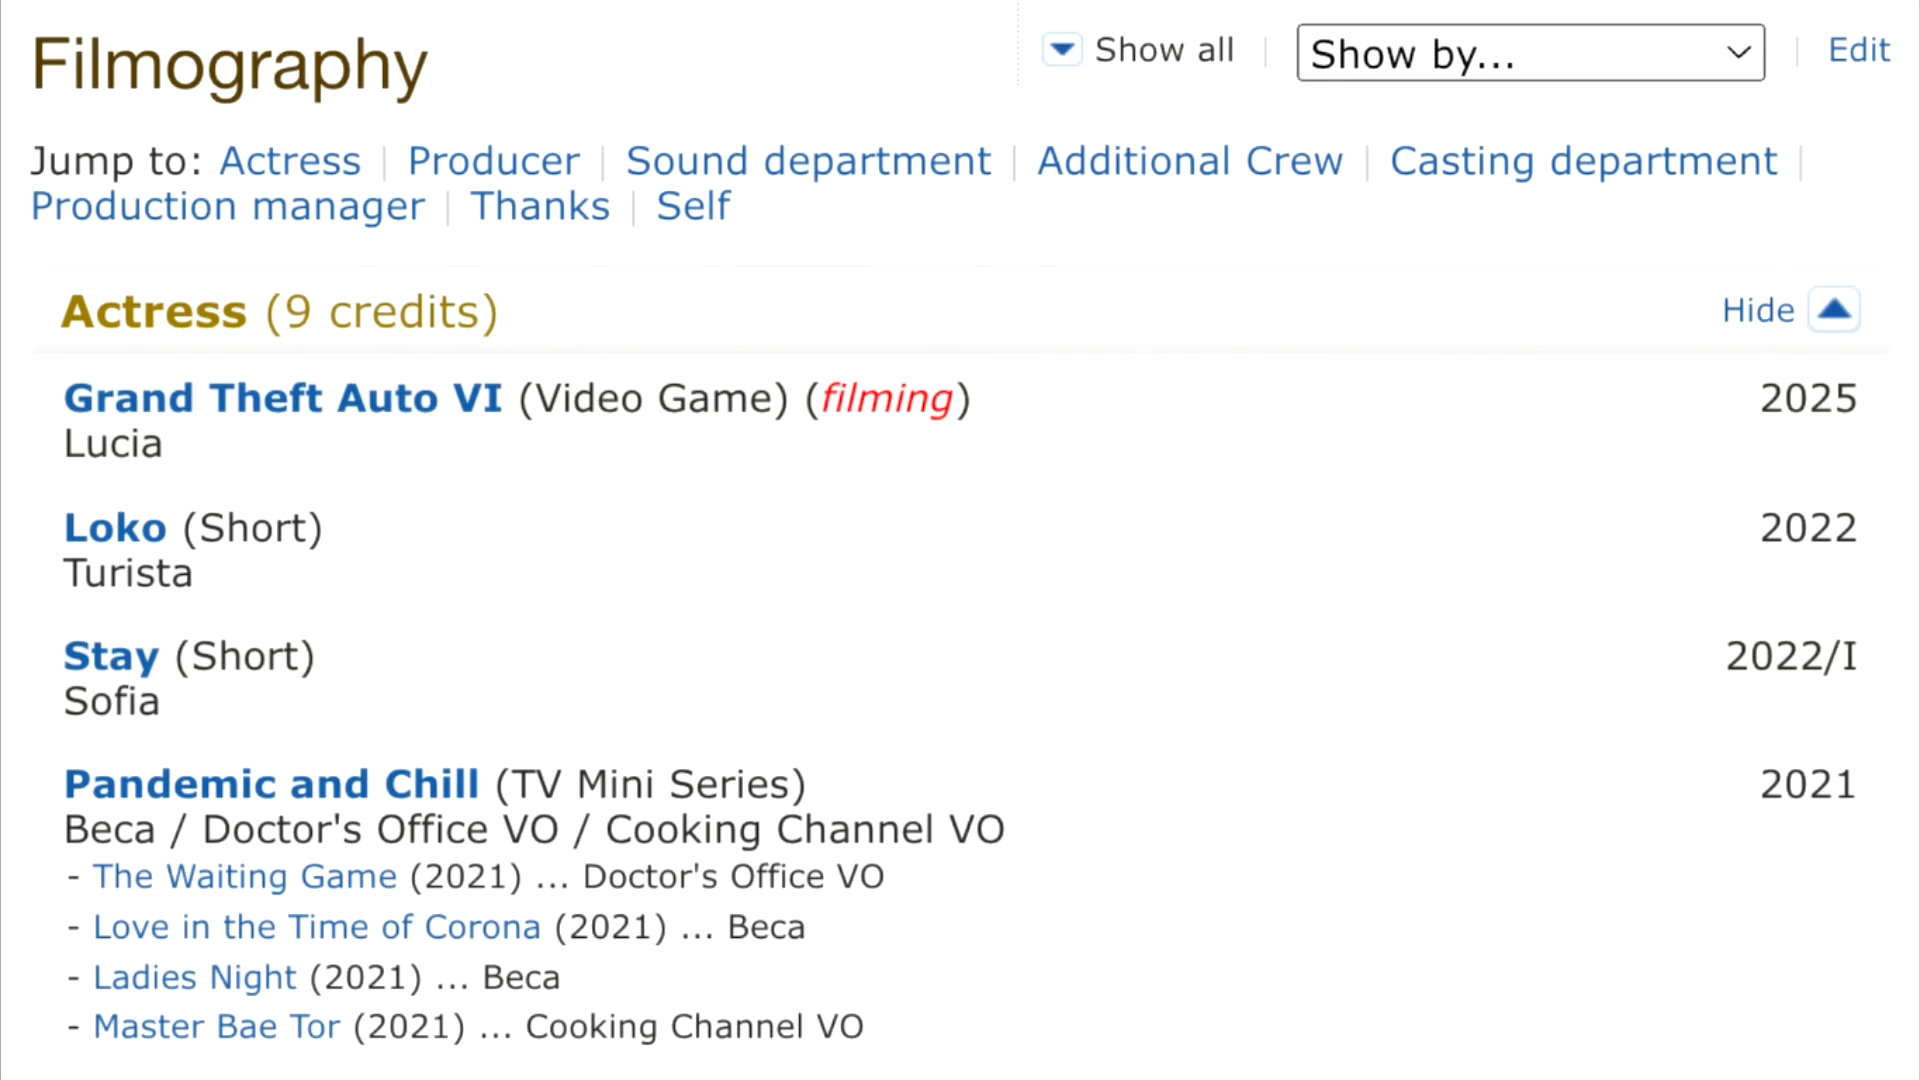 Filmography
Show all | Show by... | Edit
Jump to: Actress | Producer | Sound department | Additional Crew | Casting department |
Production manager | Thanks | Self
Actress (9 credits)
Hide
Grand Theft Auto VI (Video Game) (filming) 2025
Lucia
Loko (Short) 2022
Turista
Stay (Short) 2022/I
Sofia
Pandemic and Chill (TV Mini Series) 2021
Beca / Doctor's Office VO / Cooking Channel VO
- The Waiting Game (2021) ... Doctor's Office VO
- Love in the Time of Corona (2021) ... Beca
- Ladies Night (2021) ... Beca
- Master Bae Tor (2021) ... Cooking Channel VO